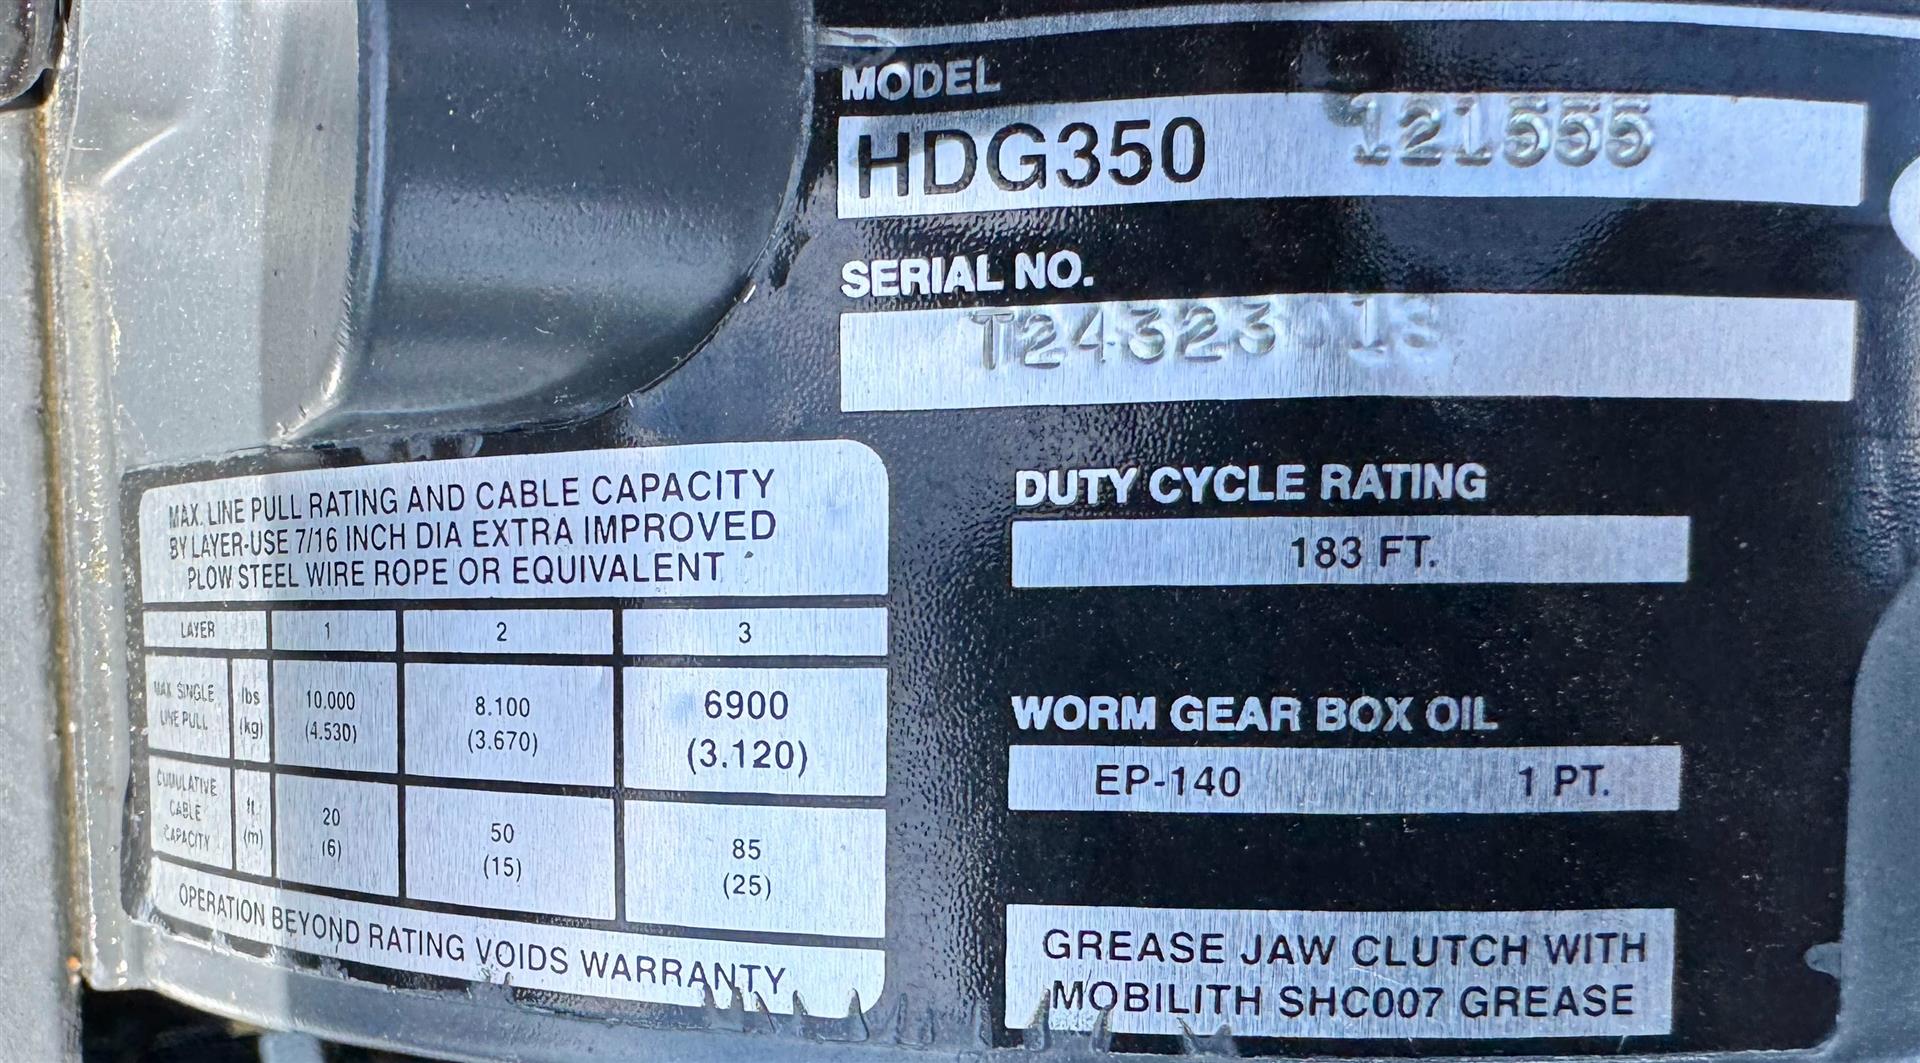 MODEL
HDG350 121555
SERIAL NO.
T24323
DUTY CYCLE RATING
183 FT.
WORM GEAR BOX OIL
EP-140 1 PT.
GREASE JAW CLUTCH WITH
MOBILITH SHC007 GREASE
MAX. LINE PULL RATING AND CABLE CAPACITY
BY LAYER-USE 7/16 INCH DIA EXTRA IMPROVED
PLOW STEEL WIRE ROPE OR EQUIVALENT
LAYER 1 2 3
MAX SINGLE LINE PULL lbs (kg) 10.000 (4.530) 8.100 (3.670) 6900 (3.120)
CUMULATIVE CABLE CAPACITY ft. (m) 20 (6) 50 (15) 85 (25)
OPERATION BEYOND RATING VOIDS WARRANTY